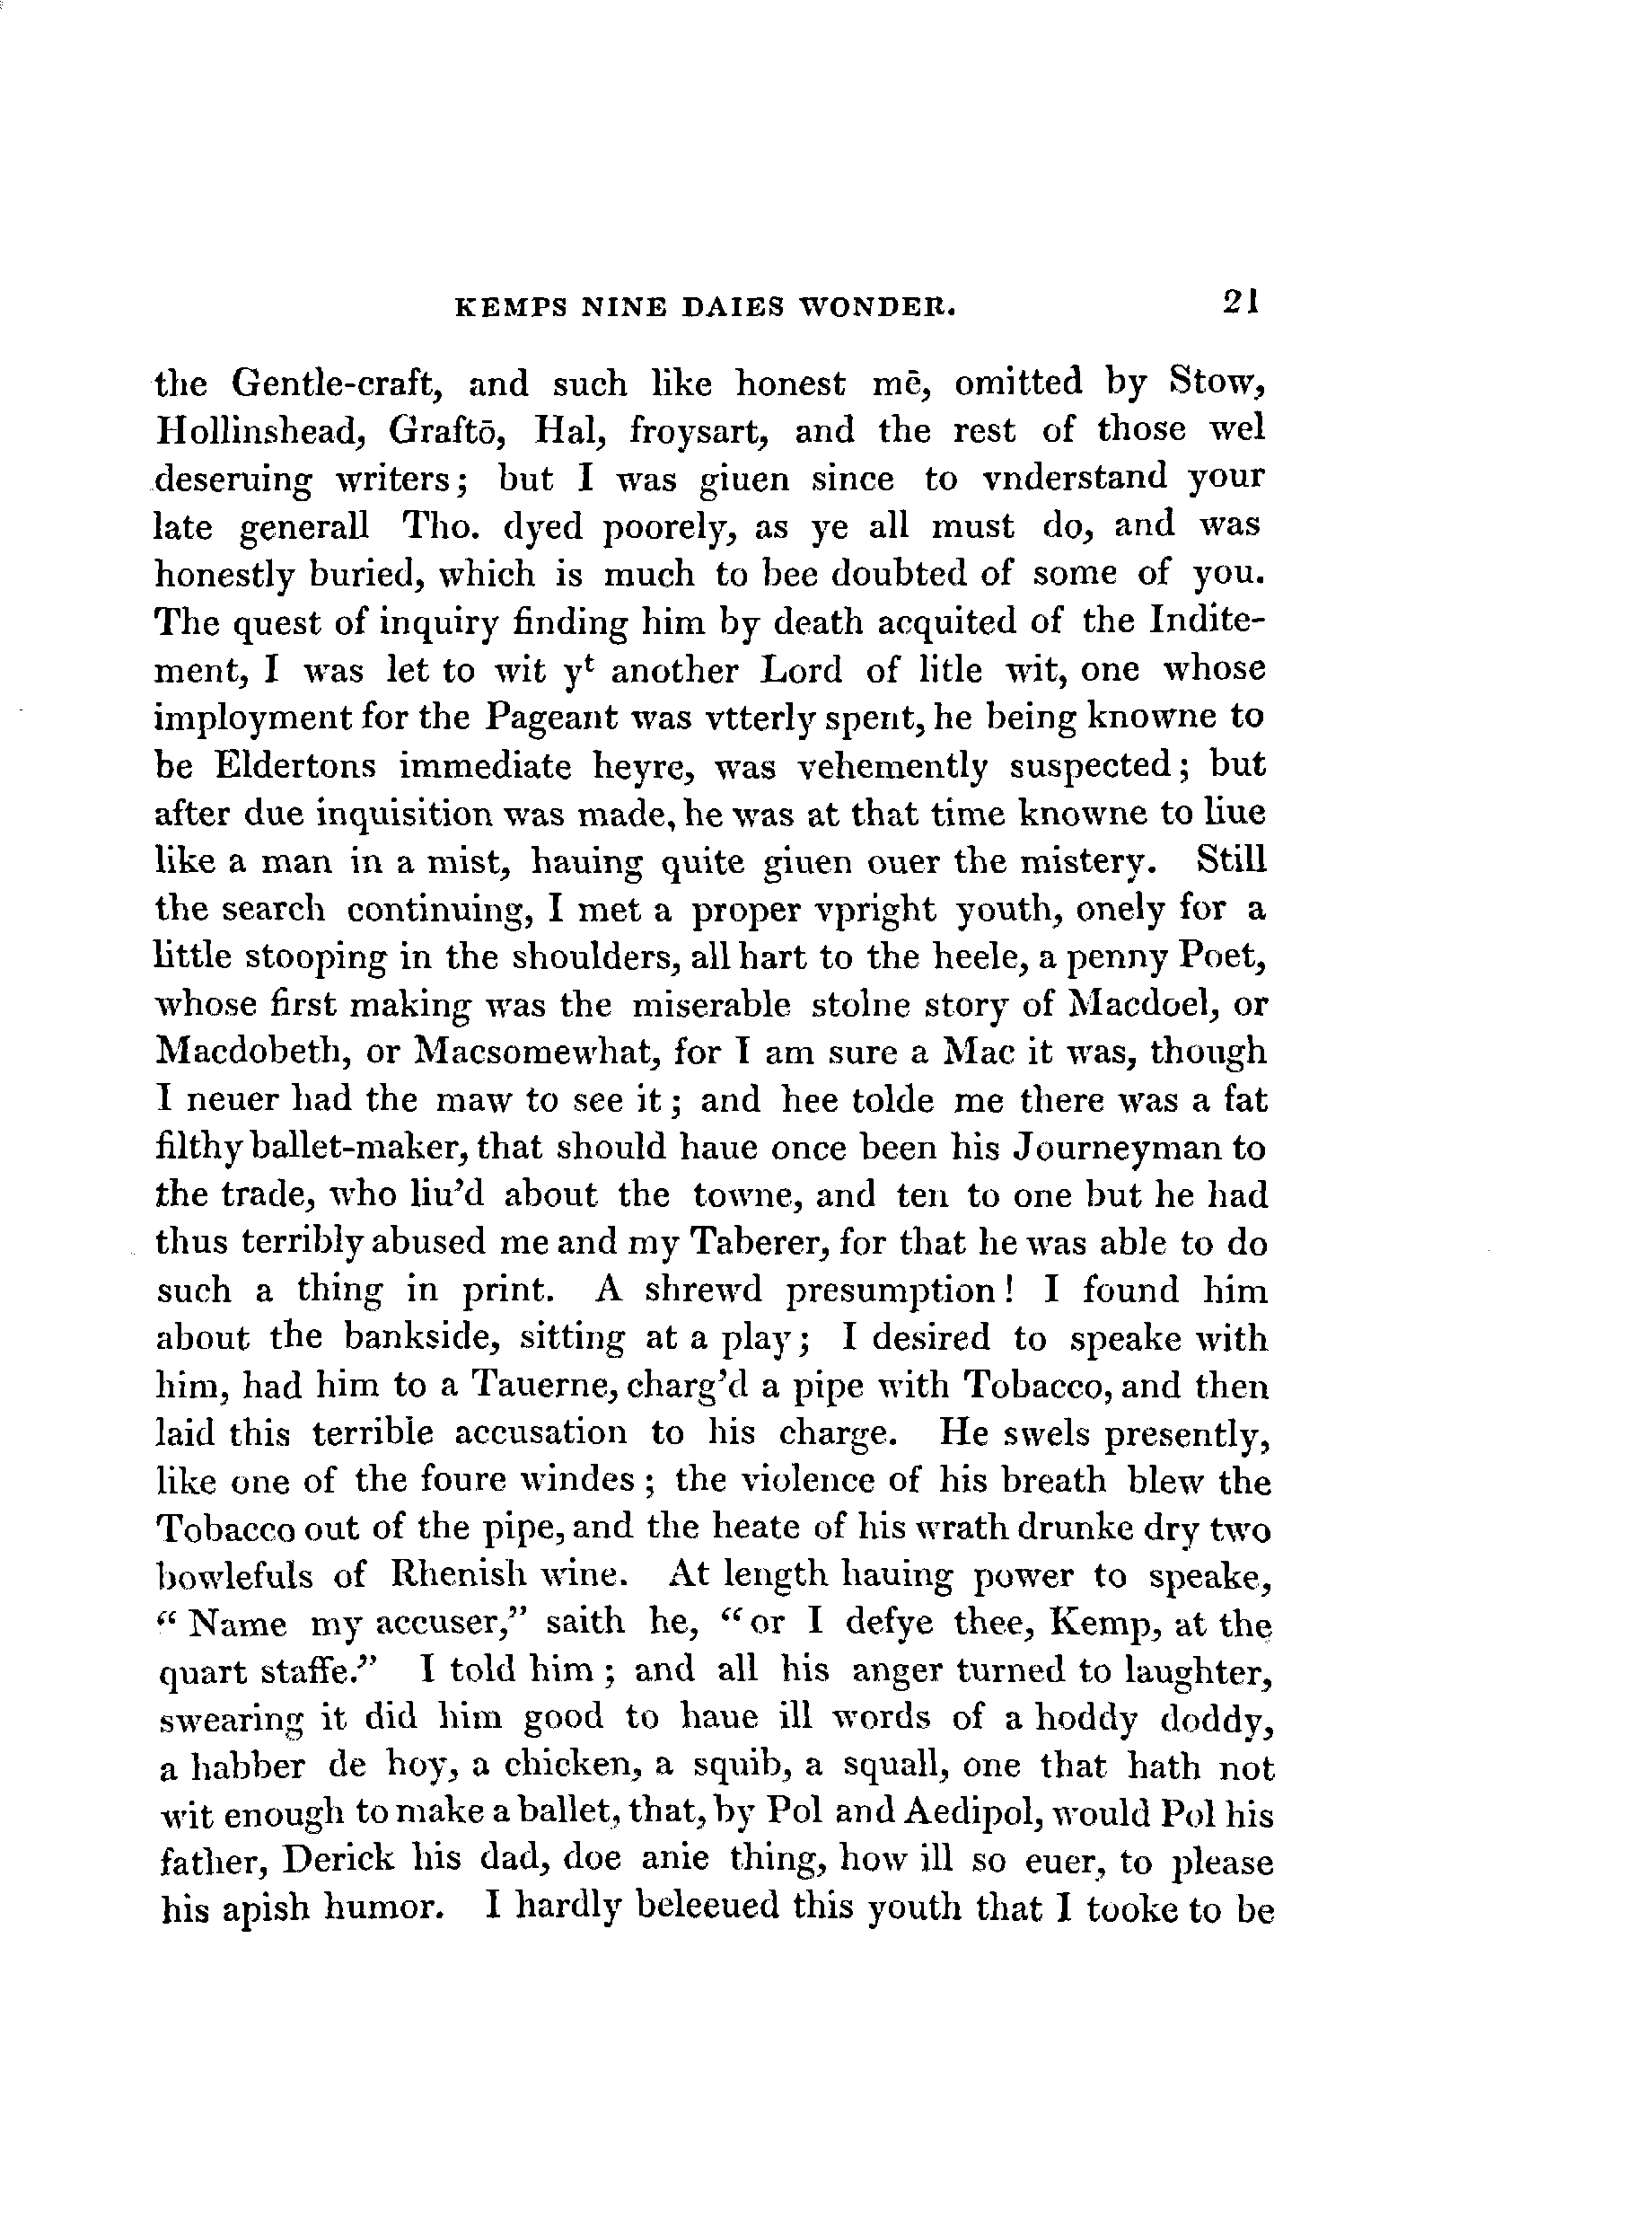 KEMPS NINE DAIES WONDER. 21
the Gentle-craft, and such like honest mē, omitted by Stow,
Hollinshead, Graftō, Hal, froysart, and the rest of those wel
deseruing writers; but I was giuen since to vnderstand your
late generall Tho. dyed poorely, as ye all must do, and was
honestly buried, which is much to bee doubted of some of you.
The quest of inquiry finding him by death acquited of the Indite-
ment, I was let to wit yᵗ another Lord of litle wit, one whose
imployment for the Pageant was vtterly spent, he being knowne to
be Eldertons immediate heyre, was vehemently suspected; but
after due inquisition was made, he was at that time knowne to liue
like a man in a mist, hauing quite giuen ouer the mistery. Still
the search continuing, I met a proper vpright youth, onely for a
little stooping in the shoulders, all hart to the heele, a penny Poet,
whose first making was the miserable stolne story of Macdoel, or
Macdobeth, or Macsomewhat, for I am sure a Mac it was, though
I neuer had the maw to see it; and hee tolde me there was a fat
filthy ballet-maker, that should haue once been his Journeyman to
the trade, who liu'd about the towne, and ten to one but he had
thus terribly abused me and my Taberer, for that he was able to do
such a thing in print. A shrewd presumption! I found him
about the bankside, sitting at a play; I desired to speake with
him, had him to a Tauerne, charg'd a pipe with Tobacco, and then
laid this terrible accusation to his charge. He swels presently,
like one of the foure windes; the violence of his breath blew the
Tobacco out of the pipe, and the heate of his wrath drunke dry two
bowlefuls of Rhenish wine. At length hauing power to speake,
“Name my accuser,” saith he, “or I defye thee, Kemp, at the
quart staffe.” I told him; and all his anger turned to laughter,
swearing it did him good to haue ill words of a hoddy doddy,
a habber de hoy, a chicken, a squib, a squall, one that hath not
wit enough to make a ballet, that, by Pol and Aedipol, would Pol his
father, Derick his dad, doe anie thing, how ill so euer, to please
his apish humor. I hardly beleeued this youth that I tooke to be